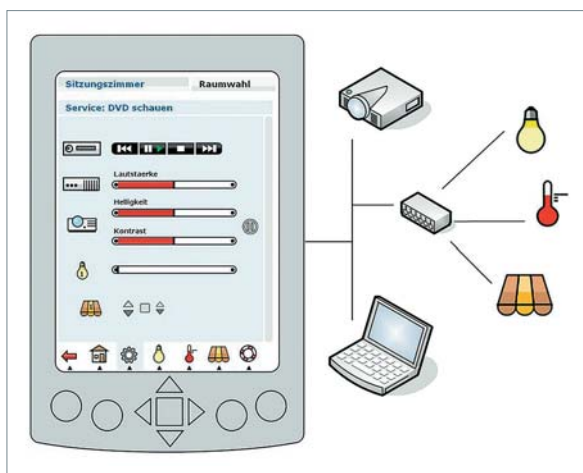 Sitzungszimmer Raumwahl
Service: DVD schauen
Lautstaerke
Helligkeit
Kontrast